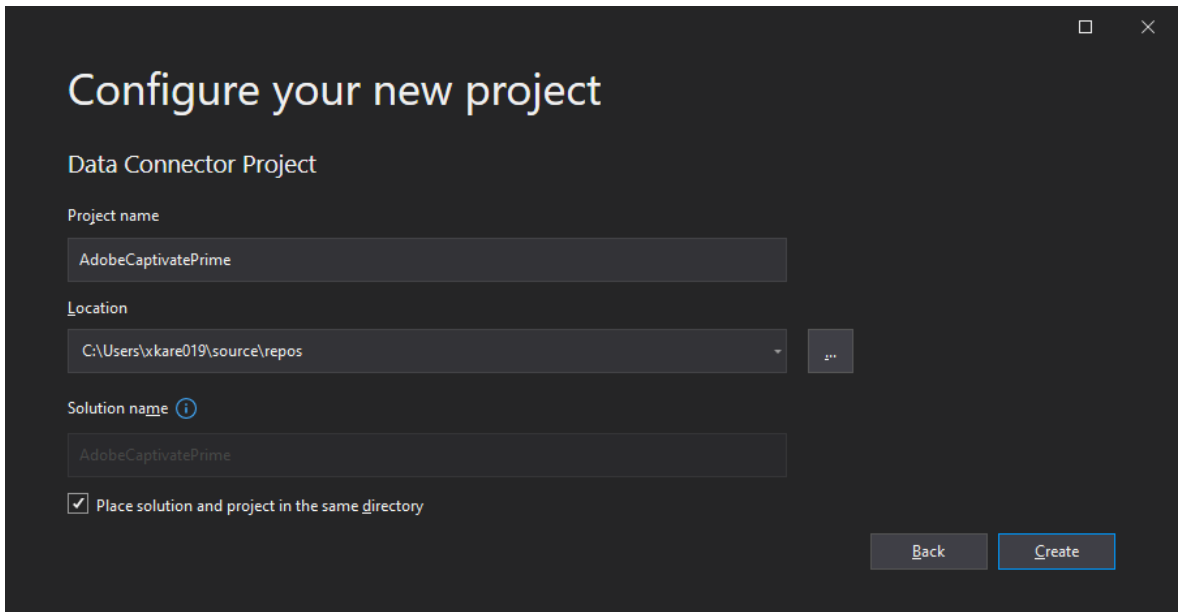 Configure your new project
Data Connector Project
Project name
AdobeCaptivatePrime
Location
C:\Users\xkare019\source\repos
...
Solution name
AdobeCaptivatePrime
Place solution and project in the same directory
Back
Create